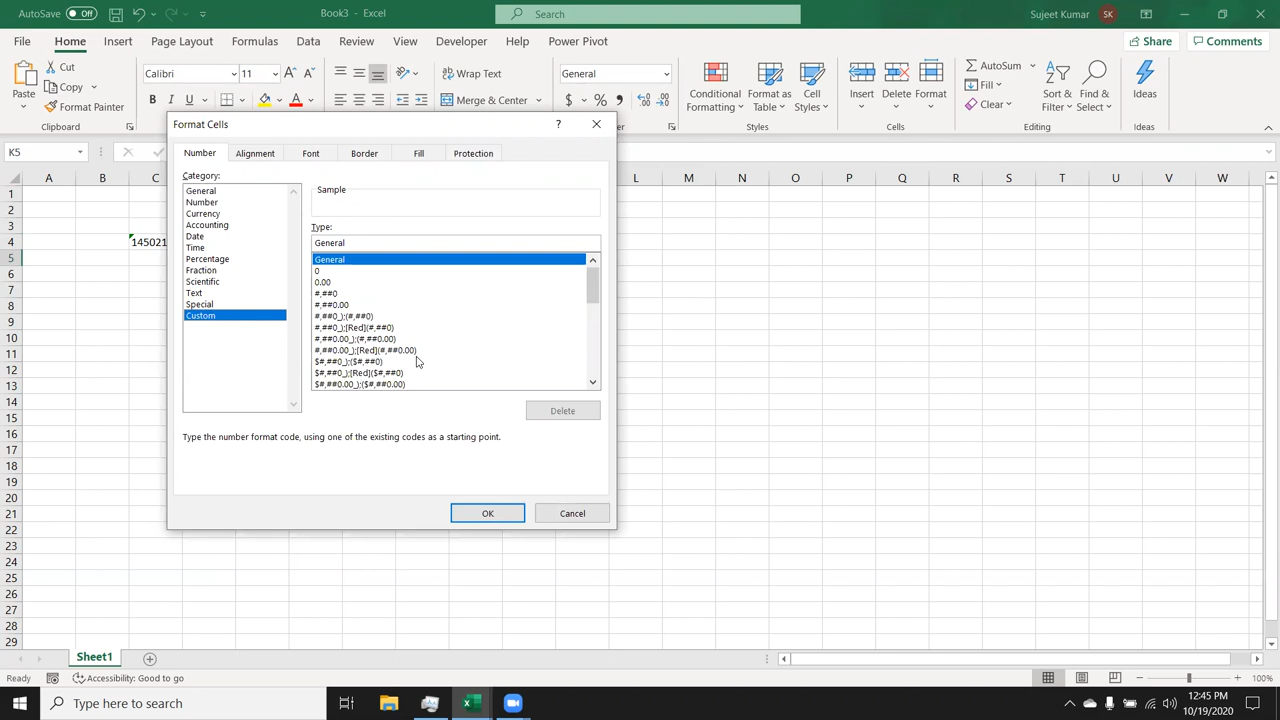 AutoSave Off Book3 - Excel Search Sujeet Kumar SK
File Home Insert Page Layout Formulas Data Review View Developer Help Power Pivot Share Comments
Paste Cut Copy Format Painter
Calibri 11 B I U A
Wrap Text Merge & Center
General $ %
Conditional Formatting Format as Table Cell Styles
Insert Delete Format
AutoSum Fill Clear Sort & Filter Find & Select Ideas
Clipboard Styles Cells Editing Ideas
K5
A B C L M N O P Q R S T U V W
1
2
3
4 145021
5
6
7
8
9
10
11
12
13
14
15
16
17
18
19
20
21
22
23
24
25
26
27
28
29
Format Cells ?
Number Alignment Font Border Fill Protection
Category:
General
Number
Currency
Accounting
Date
Time
Percentage
Fraction
Scientific
Text
Special
Custom
Sample
Type:
General
General
0
0.00
#,##0
#,##0.00
#,##0_);(#,##0)
#,##0_);[Red](#,##0)
#,##0.00_);(#,##0.00)
#,##0.00_);[Red](#,##0.00)
$#,##0_);($#,##0)
$#,##0_);[Red]($#,##0)
$#,##0.00_);($#,##0.00)
Delete
Type the number format code, using one of the existing codes as a starting point.
OK Cancel
Sheet1
Ready Accessibility: Good to go 100%
Type here to search
12:45 PM
10/19/2020